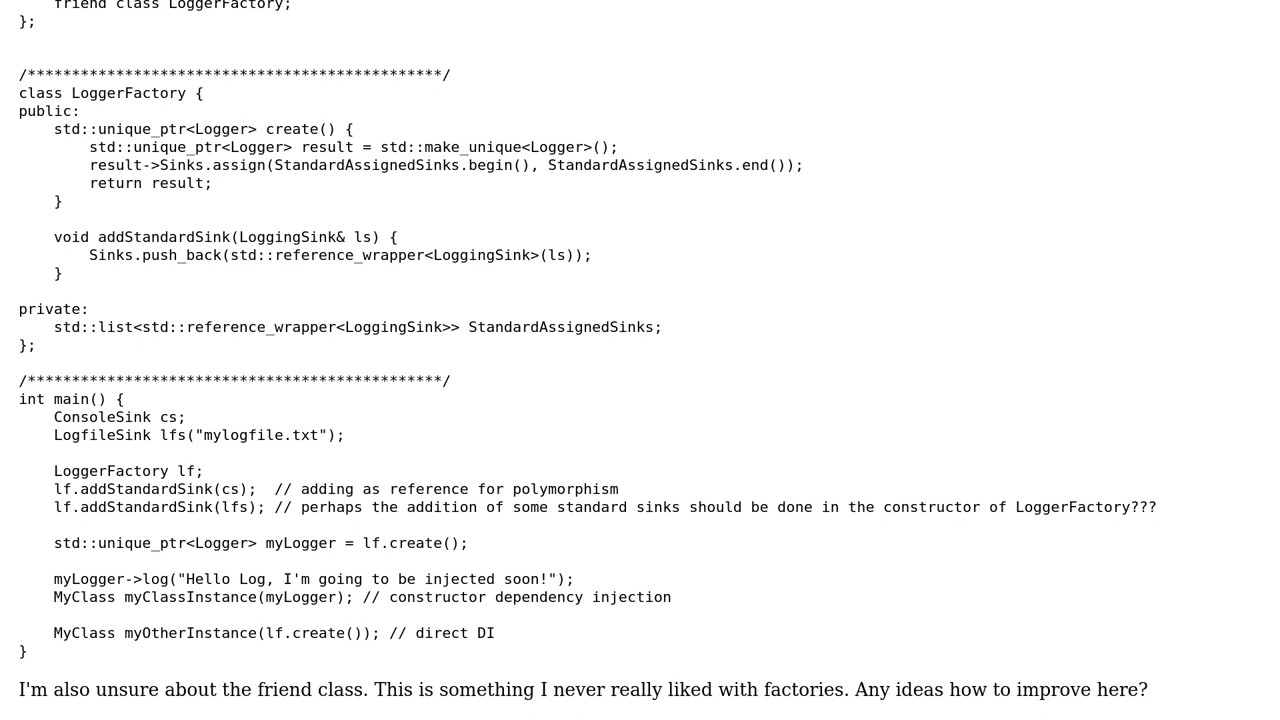 friend class LoggerFactory;
};
/***********************************************/
class LoggerFactory {
public:
    std::unique_ptr<Logger> create() {
        std::unique_ptr<Logger> result = std::make_unique<Logger>();
        result->Sinks.assign(StandardAssignedSinks.begin(), StandardAssignedSinks.end());
        return result;
    }
    void addStandardSink(LoggingSink& ls) {
        Sinks.push_back(std::reference_wrapper<LoggingSink>(ls));
    }
private:
    std::list<std::reference_wrapper<LoggingSink>> StandardAssignedSinks;
};
/***********************************************/
int main() {
    ConsoleSink cs;
    LogfileSink lfs("mylogfile.txt");
    LoggerFactory lf;
    lf.addStandardSink(cs);  // adding as reference for polymorphism
    lf.addStandardSink(lfs); // perhaps the addition of some standard sinks should be done in the constructor of LoggerFactory???
    std::unique_ptr<Logger> myLogger = lf.create();
    myLogger->log("Hello Log, I'm going to be injected soon!");
    MyClass myClassInstance(myLogger); // constructor dependency injection
    MyClass myOtherInstance(lf.create()); // direct DI
}
I'm also unsure about the friend class. This is something I never really liked with factories. Any ideas how to improve here?